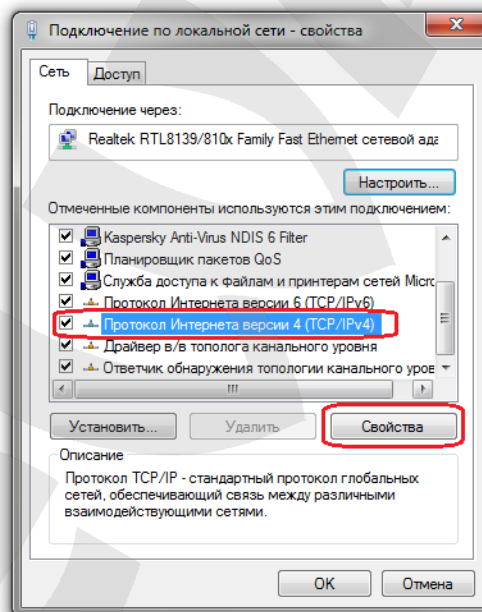 Подключение по локальной сети - свойства
Сеть
Доступ
Подключение через:
Realtek RTL8139/810x Family Fast Ethernet сетевой ада
Настроить...
Отмеченные компоненты используются этим подключением:
Kaspersky Anti-Virus NDIS 6 Filter
Планировщик пакетов QoS
Служба доступа к файлам и принтерам сетей Micro
Протокол Интернета версии 6 (TCP/IPv6)
Протокол Интернета версии 4 (TCP/IPv4)
Драйвер в/в тополога канального уровня
Ответчик обнаружения топологии канального уров
Установить...
Удалить
Свойства
Описание
Протокол TCP/IP - стандартный протокол глобальных
сетей, обеспечивающий связь между различными
взаимодействующими сетями.
OK
Отмена